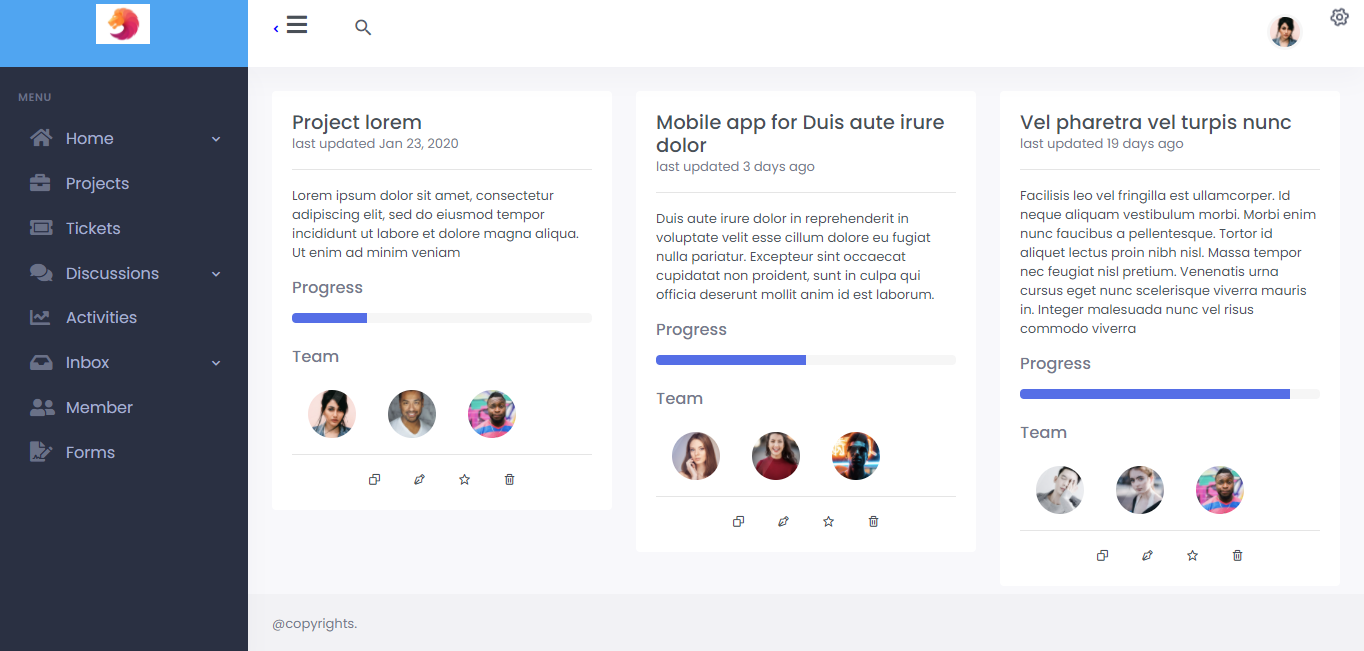 MENU
Home
Projects
Tickets
Discussions
Activities
Inbox
Member
Forms
Project lorem
last updated Jan 23, 2020
Lorem ipsum dolor sit amet, consectetur
adipiscing elit, sed do eiusmod tempor
incididunt ut labore et dolore magna aliqua.
Ut enim ad minim veniam
Progress
Team
Mobile app for Duis aute irure
dolor
last updated 3 days ago
Duis aute irure dolor in reprehenderit in
voluptate velit esse cillum dolore eu fugiat
nulla pariatur. Excepteur sint occaecat
cupidatat non proident, sunt in culpa qui
officia deserunt mollit anim id est laborum.
Progress
Team
Vel pharetra vel turpis nunc
last updated 19 days ago
Facilisis leo vel fringilla est ullamcorper. Id
neque aliquam vestibulum morbi. Morbi enim
nunc faucibus a pellentesque. Tortor id
aliquet lectus proin nibh nisl. Massa tempor
nec feugiat nisl pretium. Venenatis urna
cursus eget nunc scelerisque viverra mauris
in. Integer malesuada nunc vel risus
commodo viverra
Progress
Team
@copyrights.